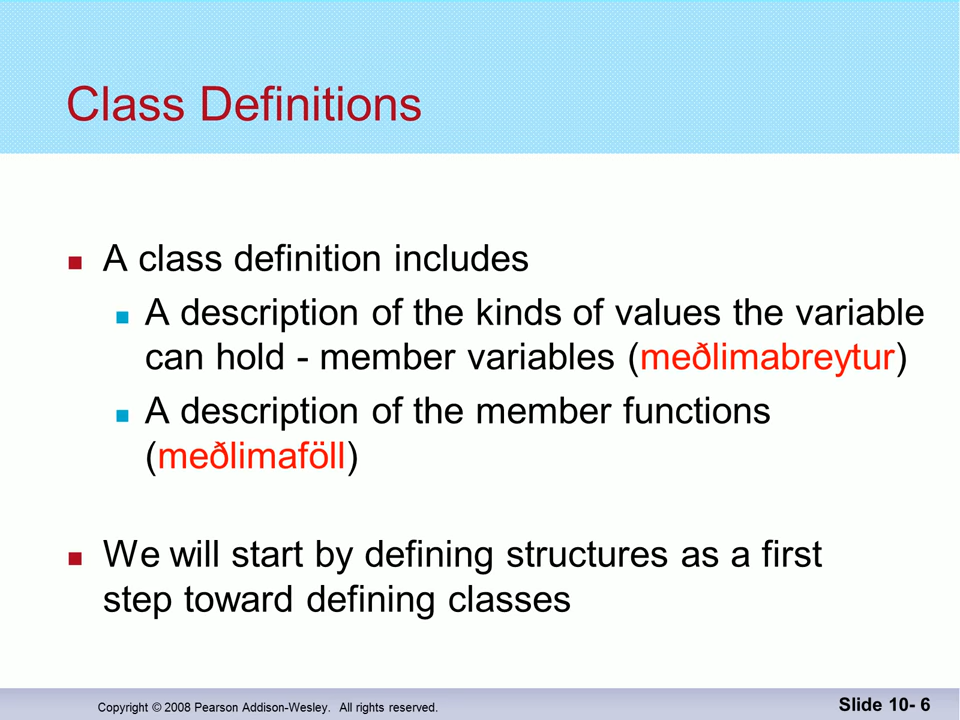 Class Definitions
A class definition includes
A description of the kinds of values the variable
can hold - member variables (meðlimabreytur)
A description of the member functions
(meðlimaföll)
We will start by defining structures as a first
step toward defining classes
Copyright © 2008 Pearson Addison-Wesley. All rights reserved.
Slide 10- 6